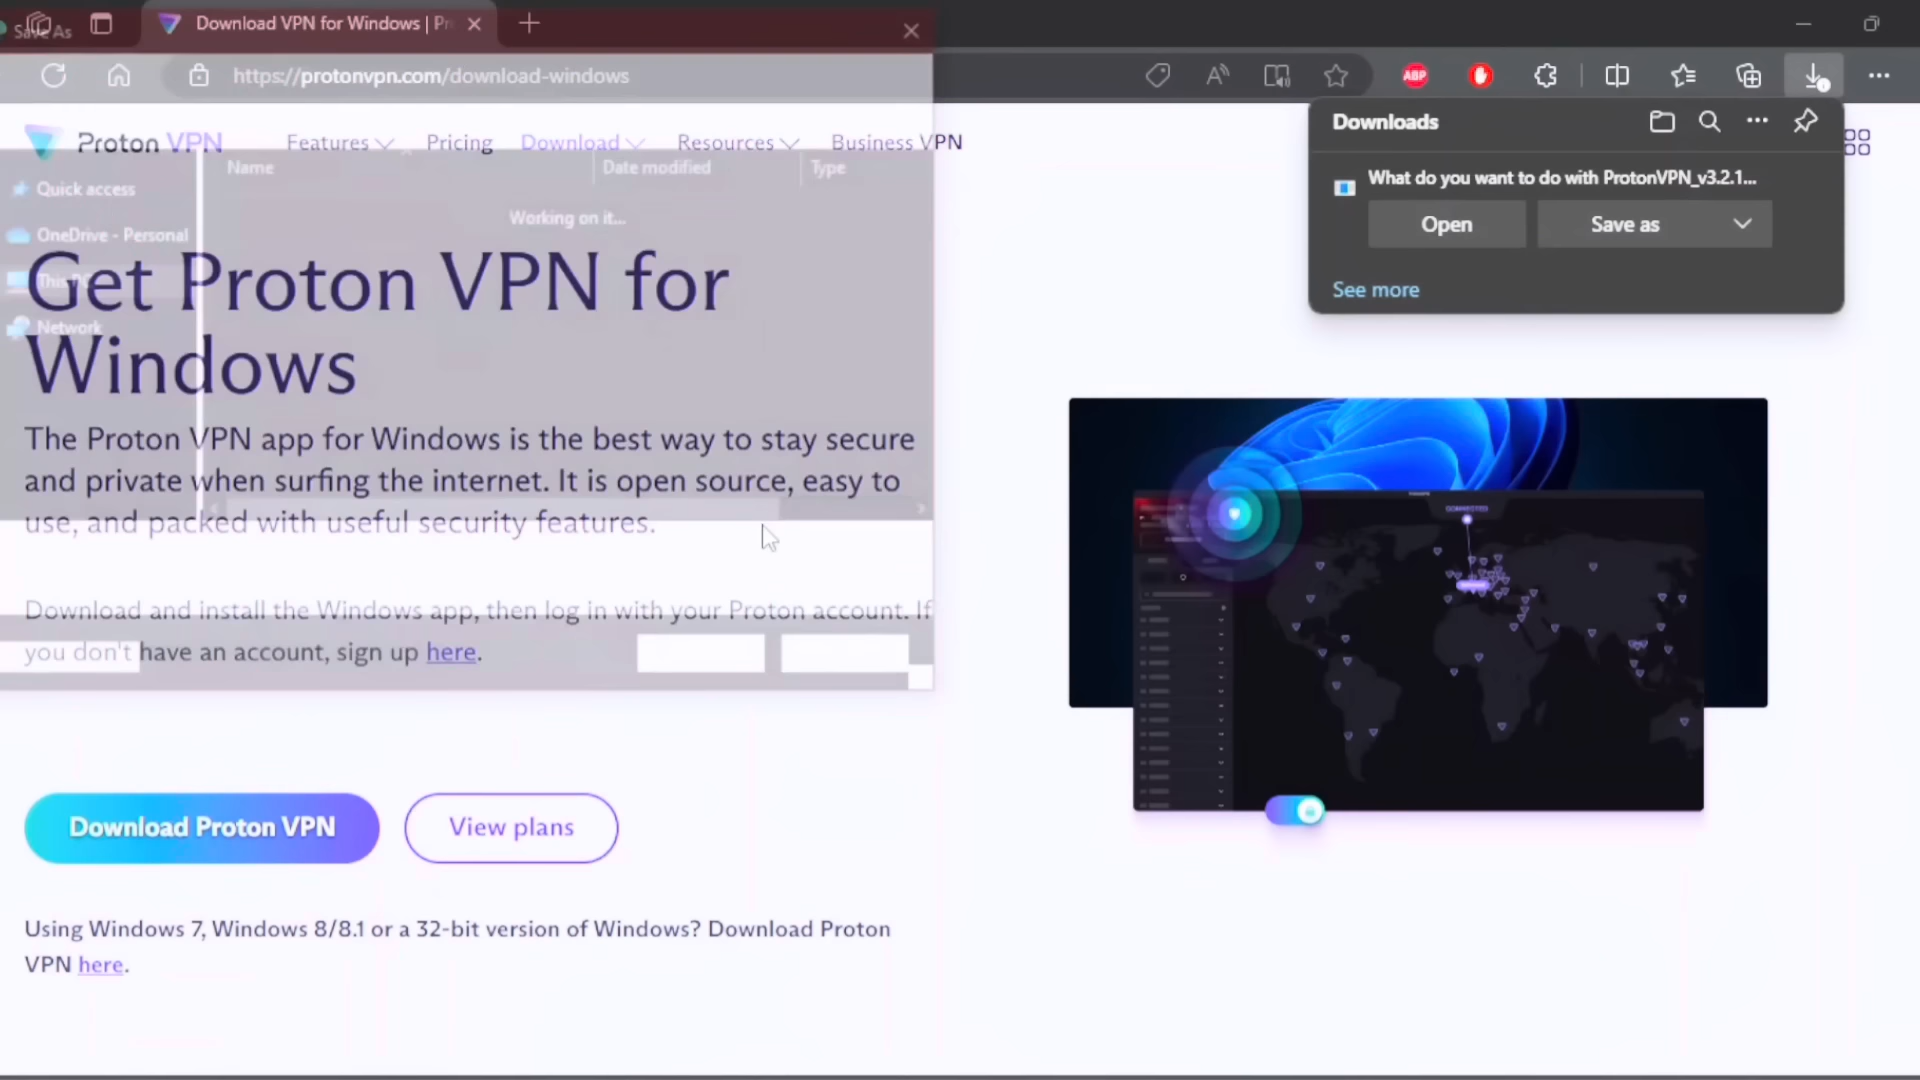 Save As
Download VPN for Windows | Pr
https://protonvpn.com/download-windows
ABP
Proton VPN
Features
Pricing
Download
Resources
Business VPN
Downloads
What do you want to do with ProtonVPN_v3.2.1...
Open
Save as
See more
Name
Date modified
Type
Working on it...
Quick access
OneDrive - Personal
This PC
Network
Get Proton VPN for
Windows
The Proton VPN app for Windows is the best way to stay secure
and private when surfing the internet. It is open source, easy to
use, and packed with useful security features.
Download and install the Windows app, then log in with your Proton account. If
you don't have an account, sign up here.
CONNECTED
Download Proton VPN
View plans
Using Windows 7, Windows 8/8.1 or a 32-bit version of Windows? Download Proton
VPN here.